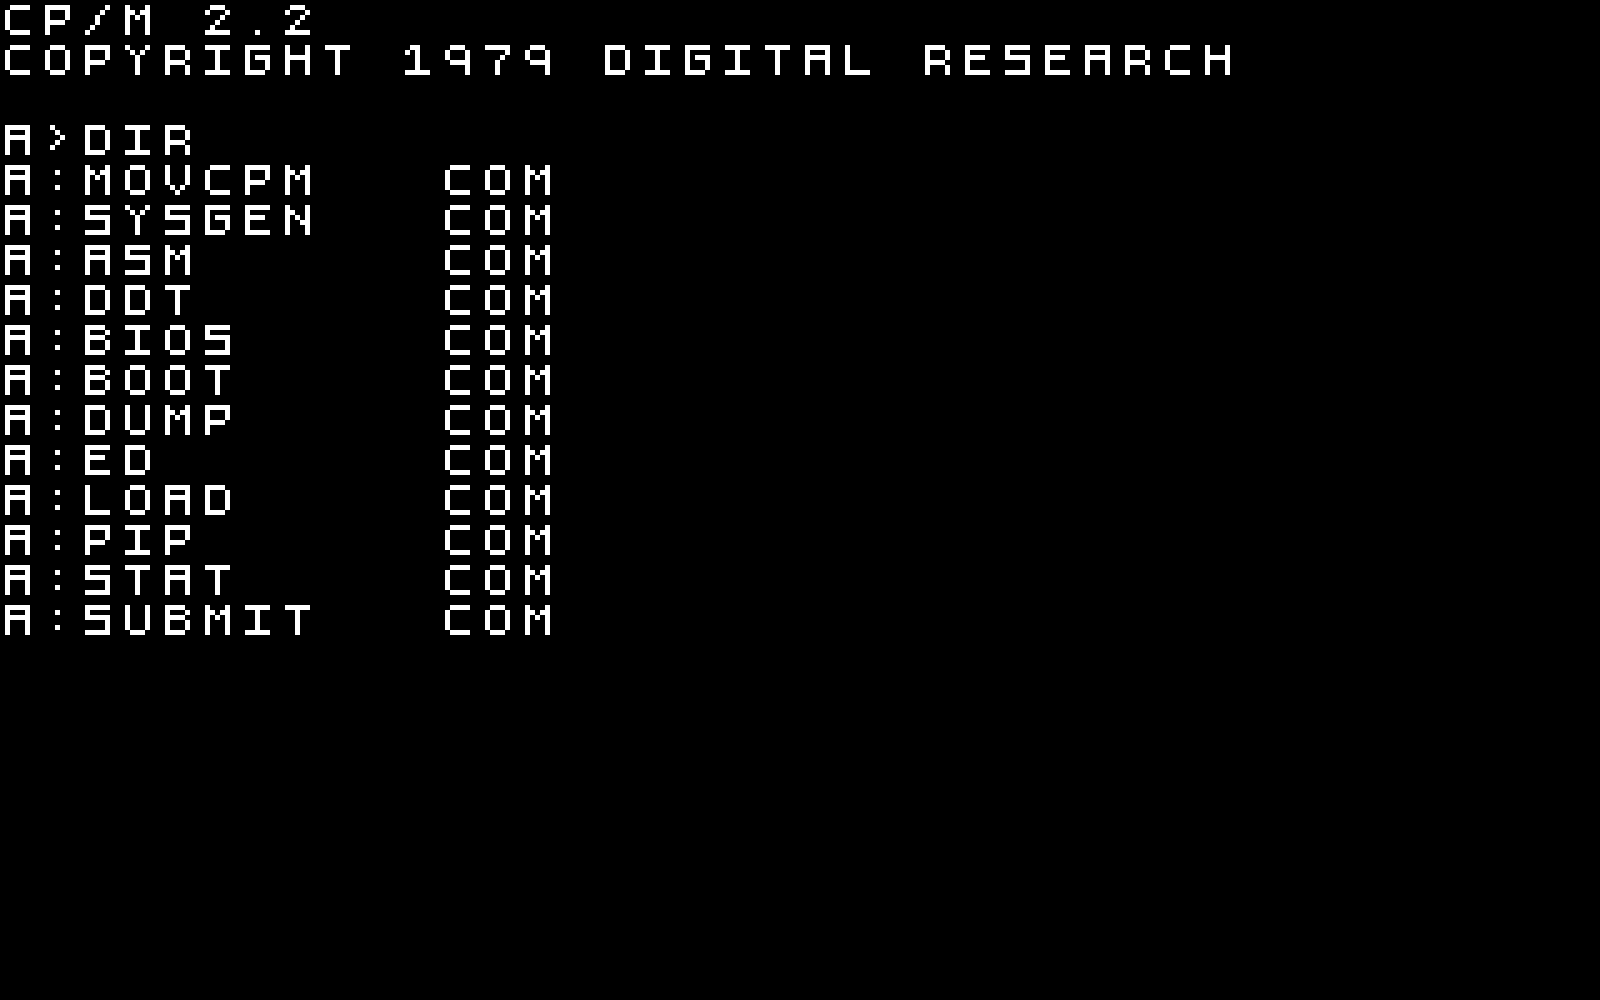 CP/M 2.2
COPYRIGHT 1979 DIGITAL RESEARCH

A>DIR
A:MOVCPM   COM
A:SYSGEN   COM
A:ASM      COM
A:DDT      COM
A:BIOS     COM
A:BOOT     COM
A:DUMP     COM
A:ED       COM
A:LOAD     COM
A:PIP      COM
A:STAT     COM
A:SUBMIT   COM